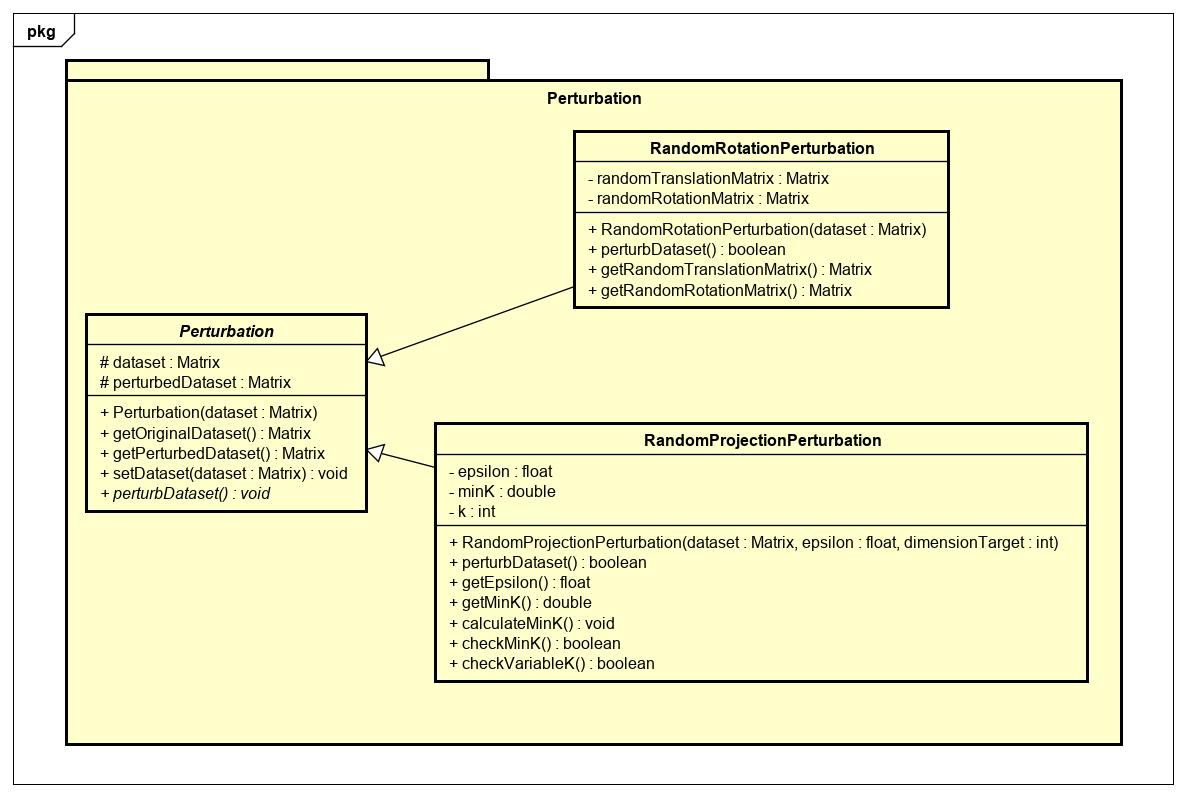 pkg
Perturbation
RandomRotationPerturbation
- randomTranslationMatrix : Matrix
- randomRotationMatrix : Matrix
+ RandomRotationPerturbation(dataset : Matrix)
+ perturbDataset() : boolean
+ getRandomTranslationMatrix() : Matrix
+ getRandomRotationMatrix() : Matrix
Perturbation
# dataset : Matrix
# perturbedDataset : Matrix
+ Perturbation(dataset : Matrix)
+ getOriginalDataset() : Matrix
+ getPerturbedDataset() : Matrix
+ setDataset(dataset : Matrix) : void
+ perturbDataset() : void
RandomProjectionPerturbation
- epsilon : float
- minK : double
- k : int
+ RandomProjectionPerturbation(dataset : Matrix, epsilon : float, dimensionTarget : int)
+ perturbDataset() : boolean
+ getEpsilon() : float
+ getMinK() : double
+ calculateMinK() : void
+ checkMinK() : boolean
+ checkVariableK() : boolean